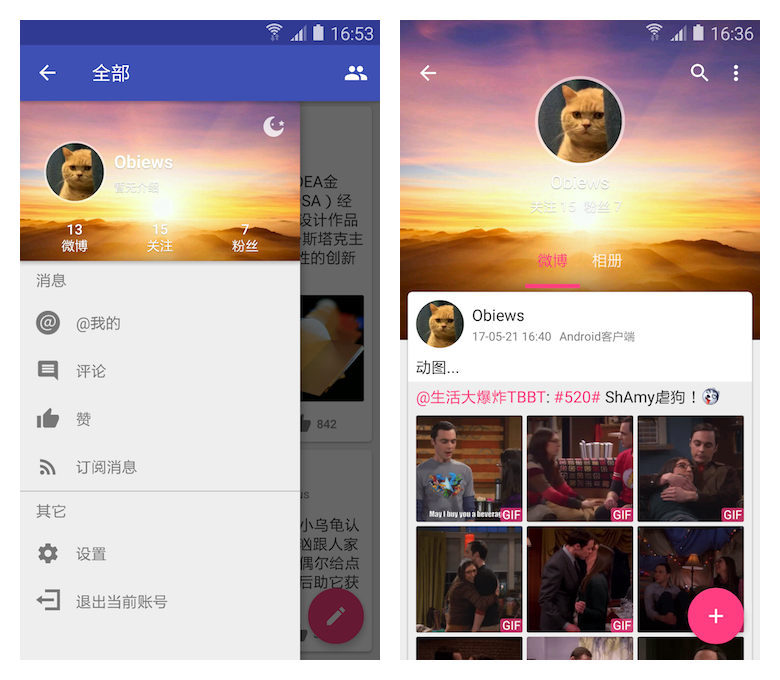 16:53
全部
Obiews
暂无介绍
13
15
7
微博
关注
粉丝
消息
@我的
评论
赞
订阅消息
其它
设置
退出当前账号
DEA金
SA）经
设计作品
斯塔克主
性的创新
842
us
小乌龟认
跟人家
偶尔给点
后助它获
16:36
Obiews
关注 15 粉丝 7
微博
相册
Obiews
17-05-21 16:40 Android客户端
动图...
@生活大爆炸TBBT: #520# ShAmy虐狗！
May I buy you a beverag
GIF
GIF
GIF
GIF
GIF